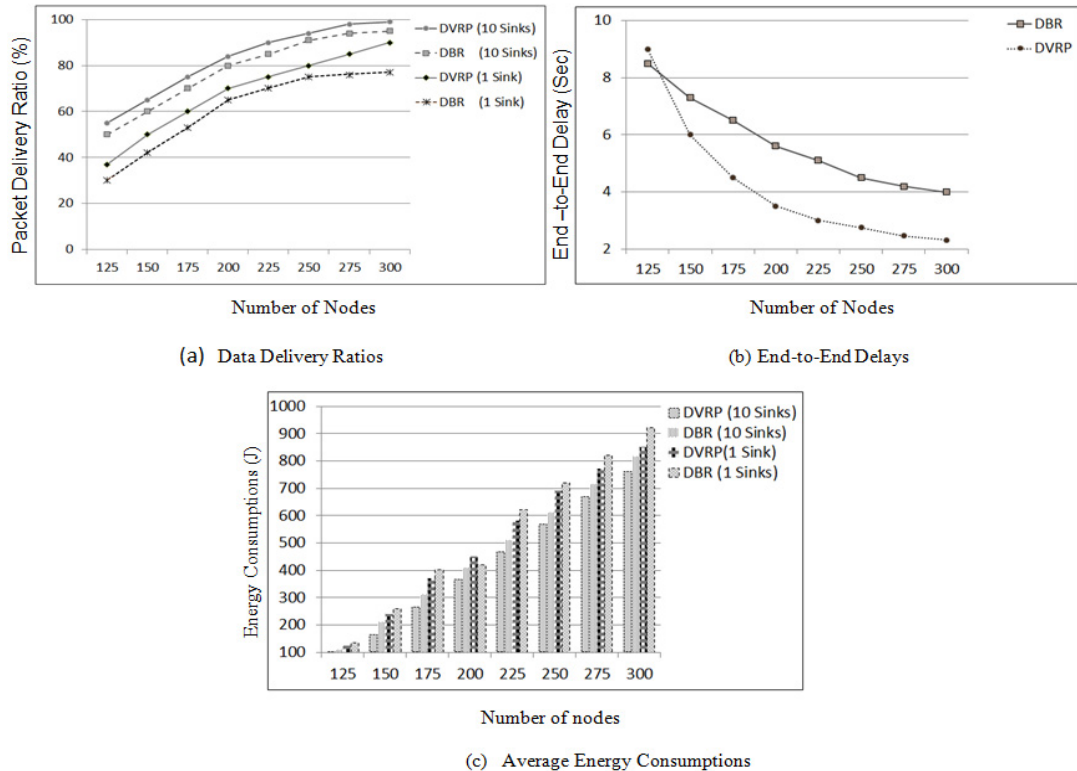 100
80
60
40
20
0
Packet Delivery Ratio (%)
DVRP (10 Sinks)
DBR (10 Sinks)
DVRP (1 Sink)
DBR (1 Sink)
125 150 175 200 225 250 275 300
Number of Nodes
(a) Data Delivery Ratios
10
8
6
4
2
End –to-End Delay (Sec)
DBR
DVRP
125 150 175 200 225 250 275 300
Number of Nodes
(b) End-to-End Delays
1000
900
800
700
600
500
400
300
200
100
Energy Consumptions (J)
DVRP (10 Sinks)
DBR (10 Sinks)
DVRP(1 Sink)
DBR (1 Sinks)
125 150 175 200 225 250 275 300
Number of nodes
(c) Average Energy Consumptions